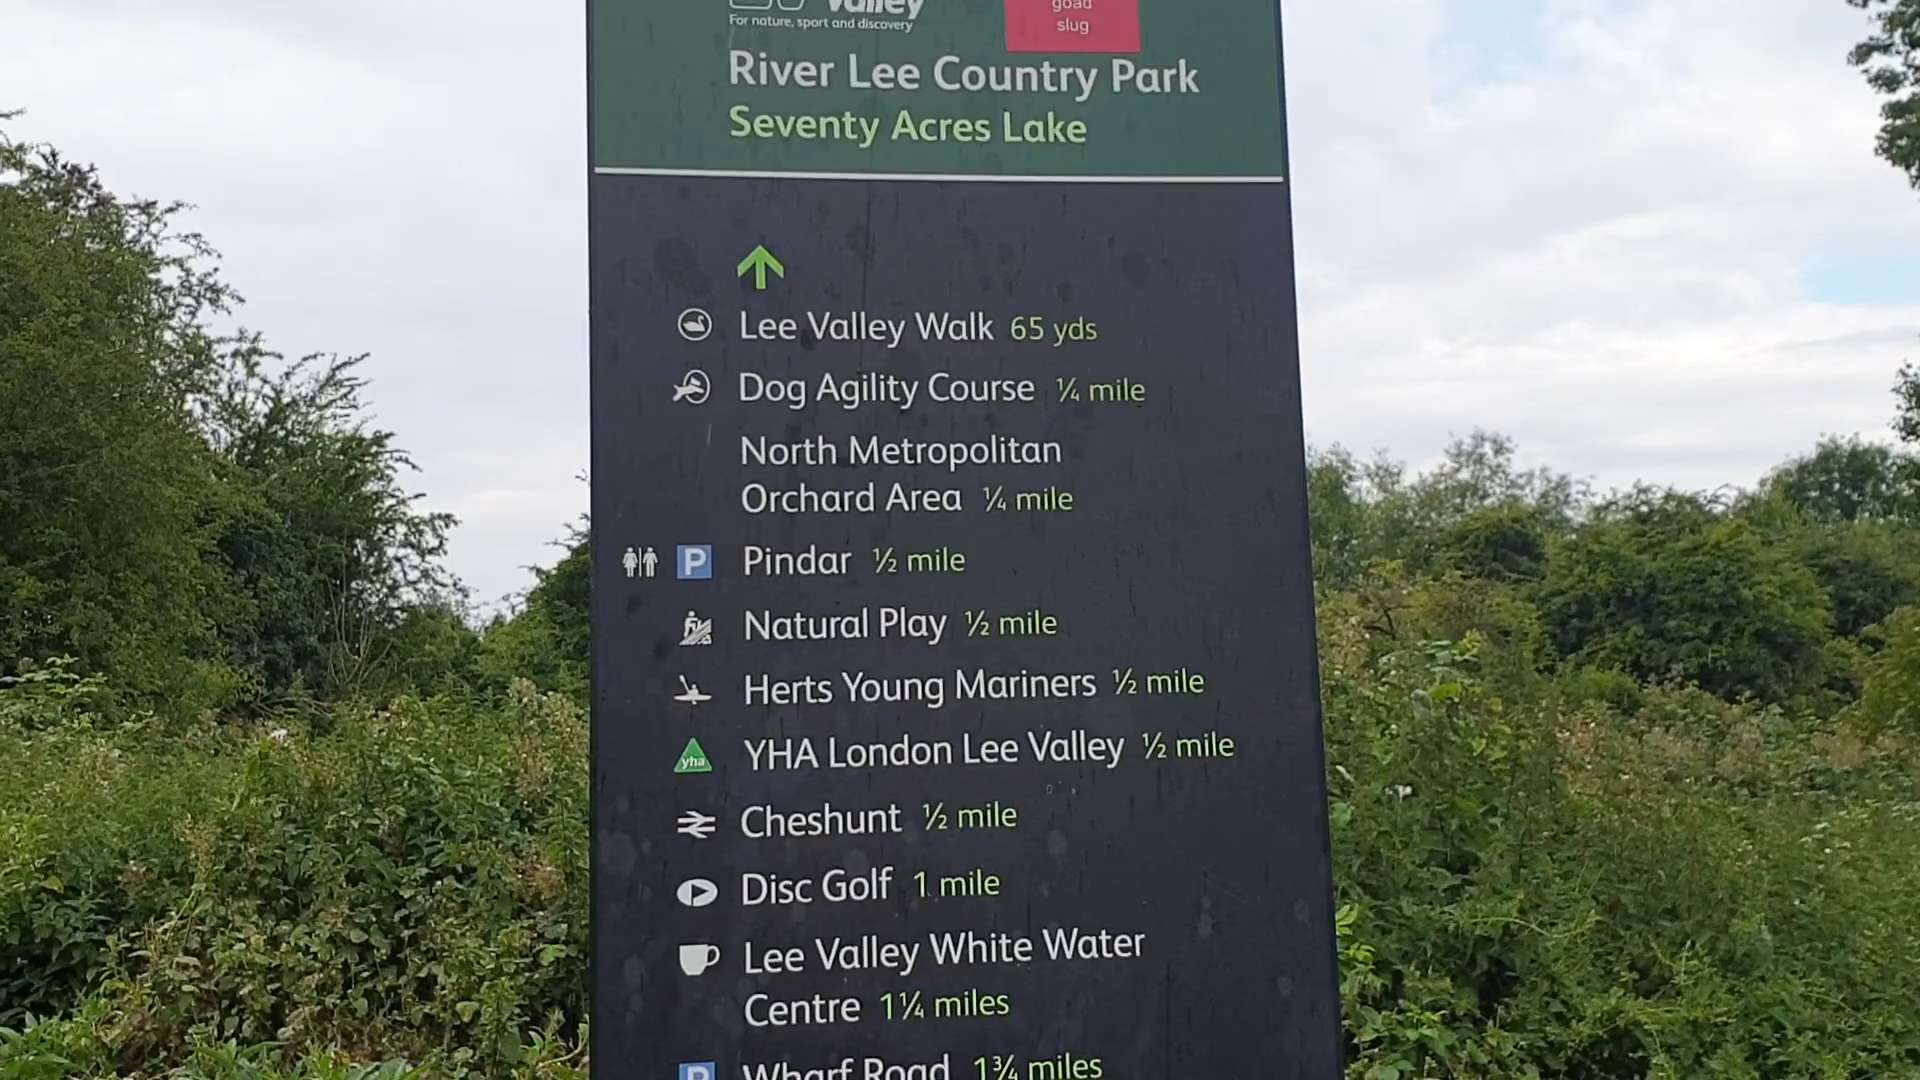 Valley
For nature, sport and discovery
goad
slug
River Lee Country Park
Seventy Acres Lake
Lee Valley Walk 65 yds
Dog Agility Course ¼ mile
North Metropolitan
Orchard Area ¼ mile
P Pindar ½ mile
Natural Play ½ mile
Herts Young Mariners ½ mile
yha YHA London Lee Valley ½ mile
Cheshunt ½ mile
Disc Golf 1 mile
Lee Valley White Water
Centre 1¼ miles
P Wharf Road 1¾ miles